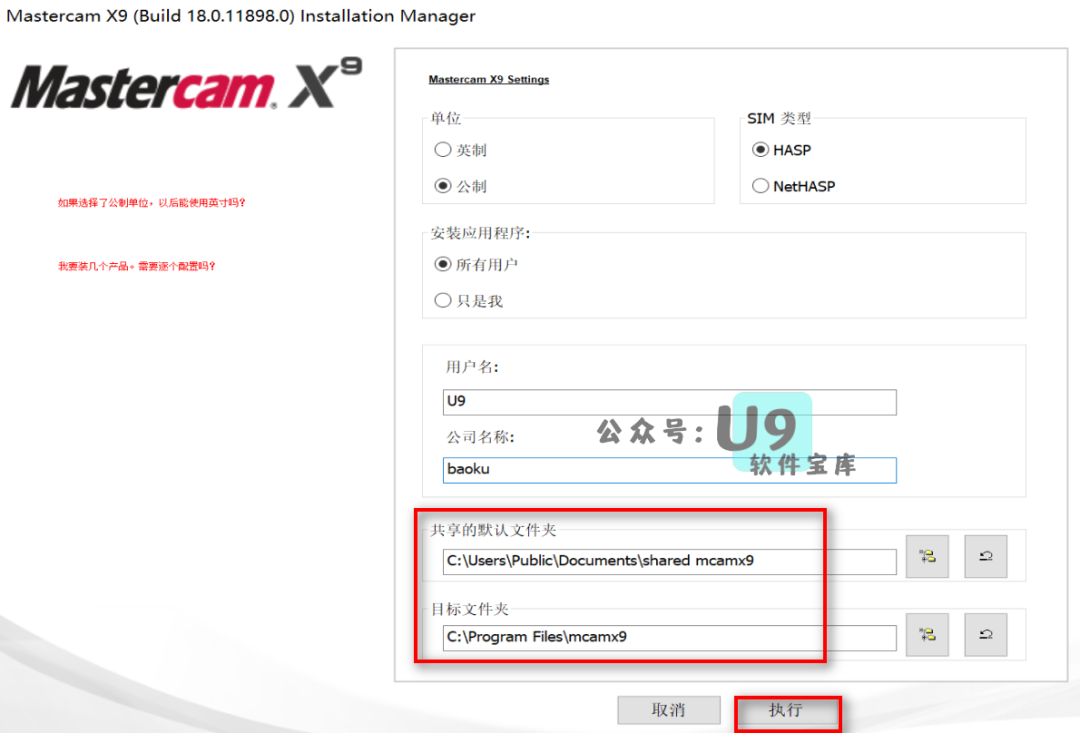 Mastercam X9 (Build 18.0.11898.0) Installation Manager
Mastercam® X9
如果选择了公制单位，以后能使用英寸吗?
我要装几个产品。需要逐个配置吗?
Mastercam X9 Settings
单位
英制
公制
SIM 类型
HASP
NetHASP
安装应用程序:
所有用户
只是我
用户名:
U9
公司名称:
baoku
公众号: U9
软件宝库
共享的默认文件夹
C:\Users\Public\Documents\shared mcamx9
目标文件夹
C:\Program Files\mcamx9
取消
执行